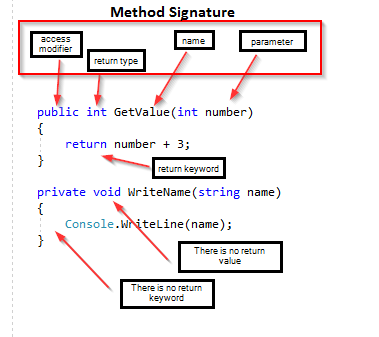 Method Signature
access
modifier
return type
name
parameter
public int GetValue(int number)
{
return number + 3;
}
return keyword
private void WriteName(string name)
{
Console.WriteLine(name);
}
There is no return
value
There is no return
keyword